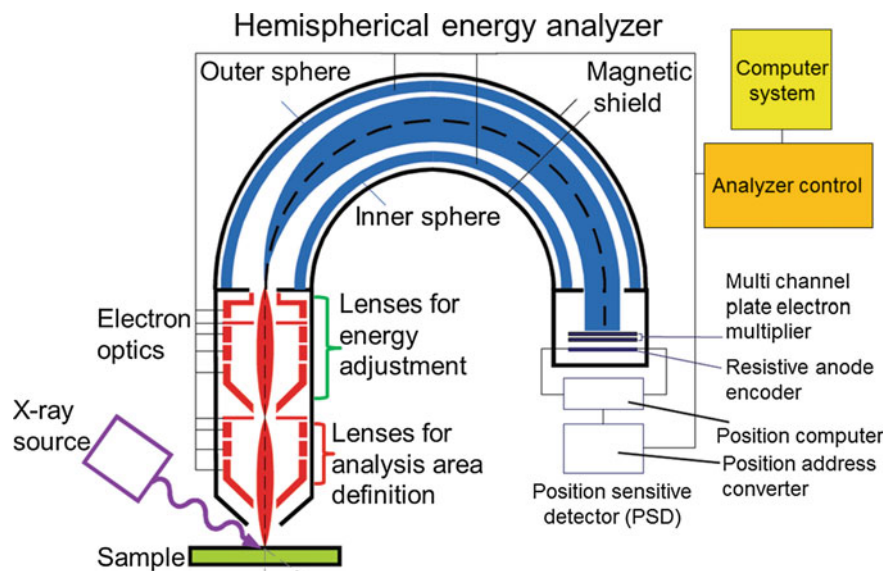 Hemispherical energy analyzer
Outer sphere
Magnetic
shield
Computer
system
Analyzer control
Inner sphere
Electron
optics
Lenses for
energy
adjustment
Multi channel
plate electron
multiplier
Resistive anode
encoder
X-ray
source
Lenses for
analysis area
definition
Position computer
Position address
converter
Position sensitive
detector (PSD)
Sample